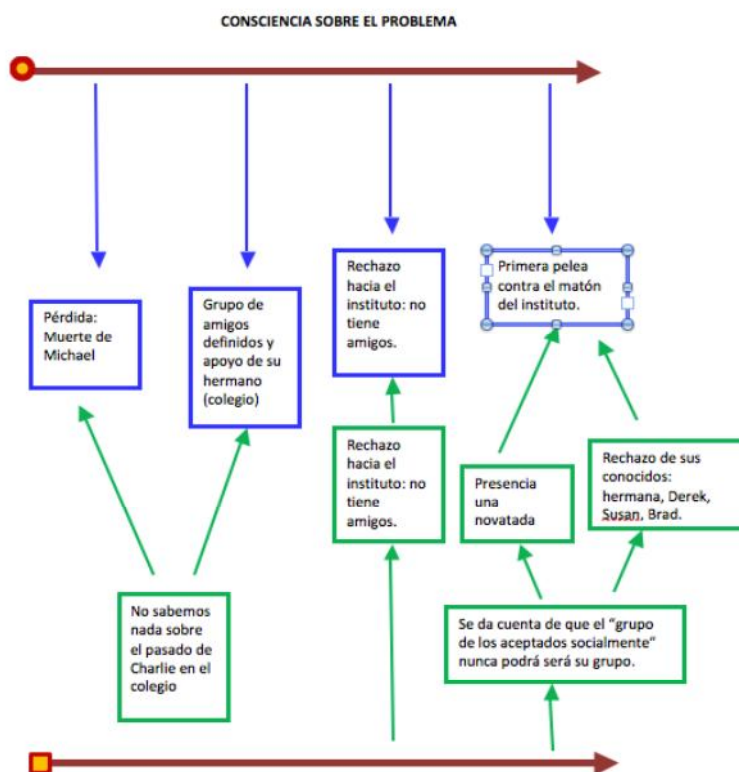 CONSCIENCIA SOBRE EL PROBLEMA
Pérdida:
Muerte de
Michael
Grupo de
amigos
definidos y
apoyo de su
hermano
(colegio)
Rechazo
hacia el
instituto: no
tiene
amigos.
Primera pelea
contra el matón
del instituto.
Rechazo
hacia el
instituto: no
tiene
amigos.
Presencia
una
novatada
Rechazo de sus
conocidos:
hermana, Derek,
Susan, Brad.
No sabemos
nada sobre
el pasado de
Charlie en el
colegio
Se da cuenta de que el “grupo
de los aceptados socialmente“
nunca podrá será su grupo.